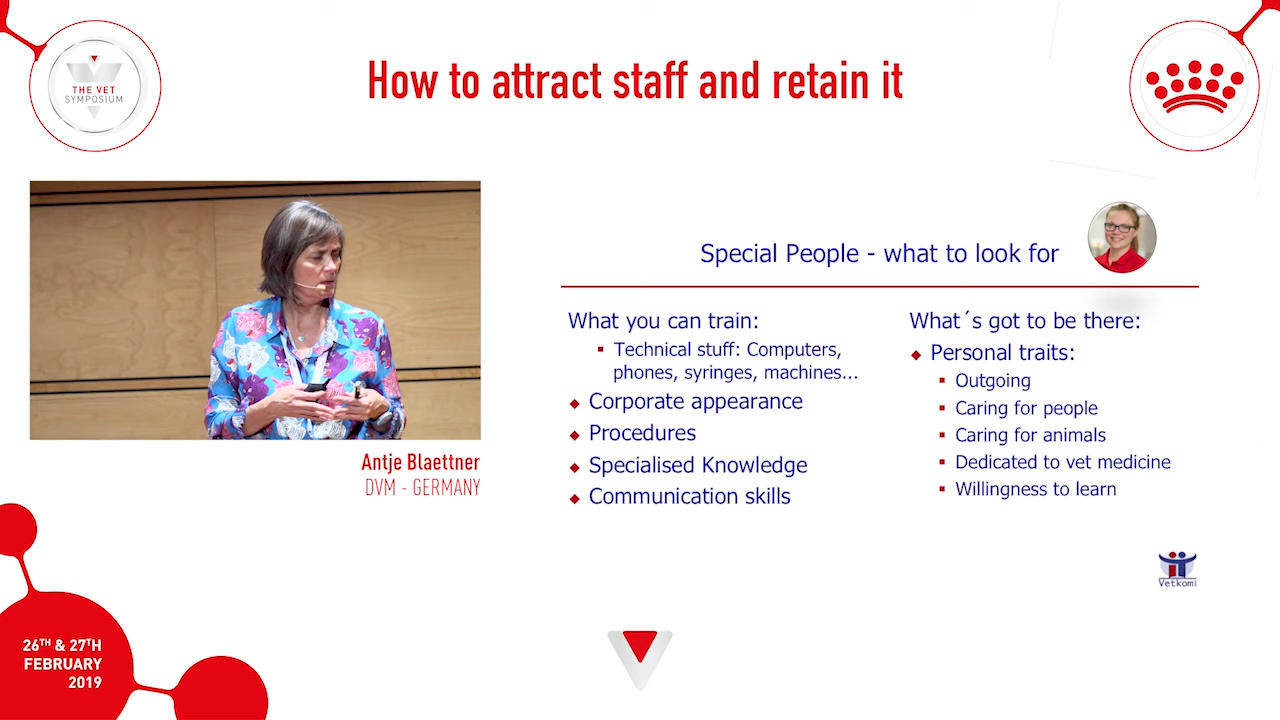 THE VET
SYMPOSIUM
How to attract staff and retain it
Antje Blaettner
DVM - GERMANY
Special People - what to look for
What you can train:
Technical stuff: Computers,
phones, syringes, machines...
Corporate appearance
Procedures
Specialised Knowledge
Communication skills
What´s got to be there:
Personal traits:
Outgoing
Caring for people
Caring for animals
Dedicated to vet medicine
Willingness to learn
Vetkomi
26TH & 27TH
FEBRUARY
2019